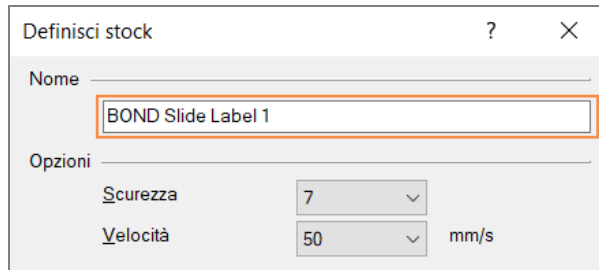 Definisci stock ? ×
Nome
BOND Slide Label 1
Opzioni
Scurezza 7
Velocità 50 mm/s